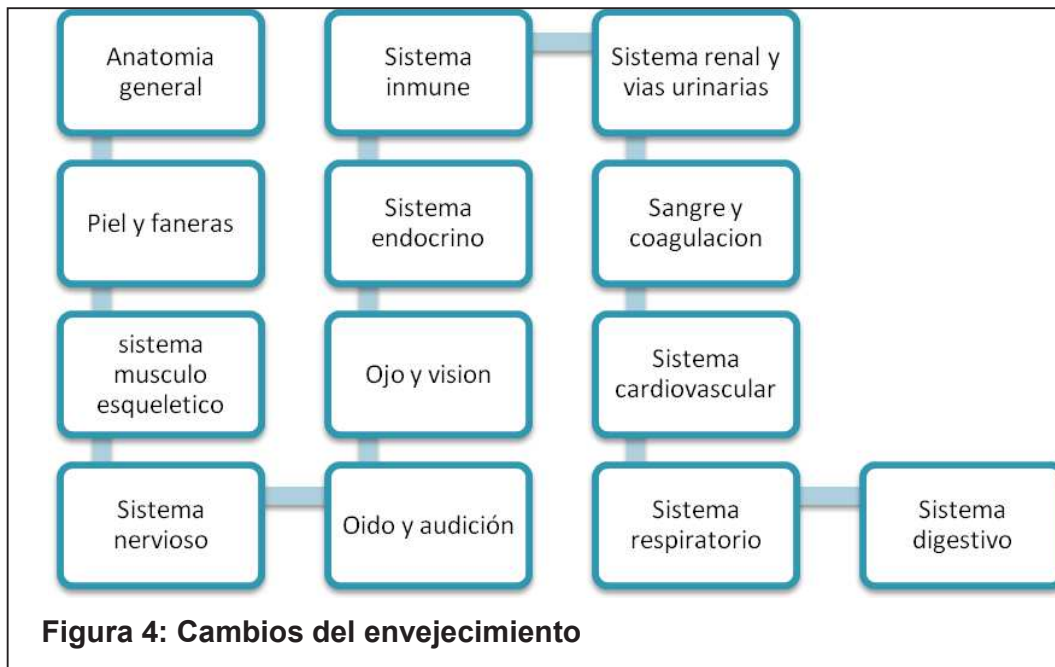 Anatomia
general
Piel y faneras
sistema
musculo
esqueletico
Sistema
nervioso
Oido y audición
Ojo y vision
Sistema
endocrino
Sistema
inmune
Sistema renal y
vias urinarias
Sangre y
coagulacion
Sistema
cardiovascular
Sistema
respiratorio
Sistema
digestivo
Figura 4: Cambios del envejecimiento